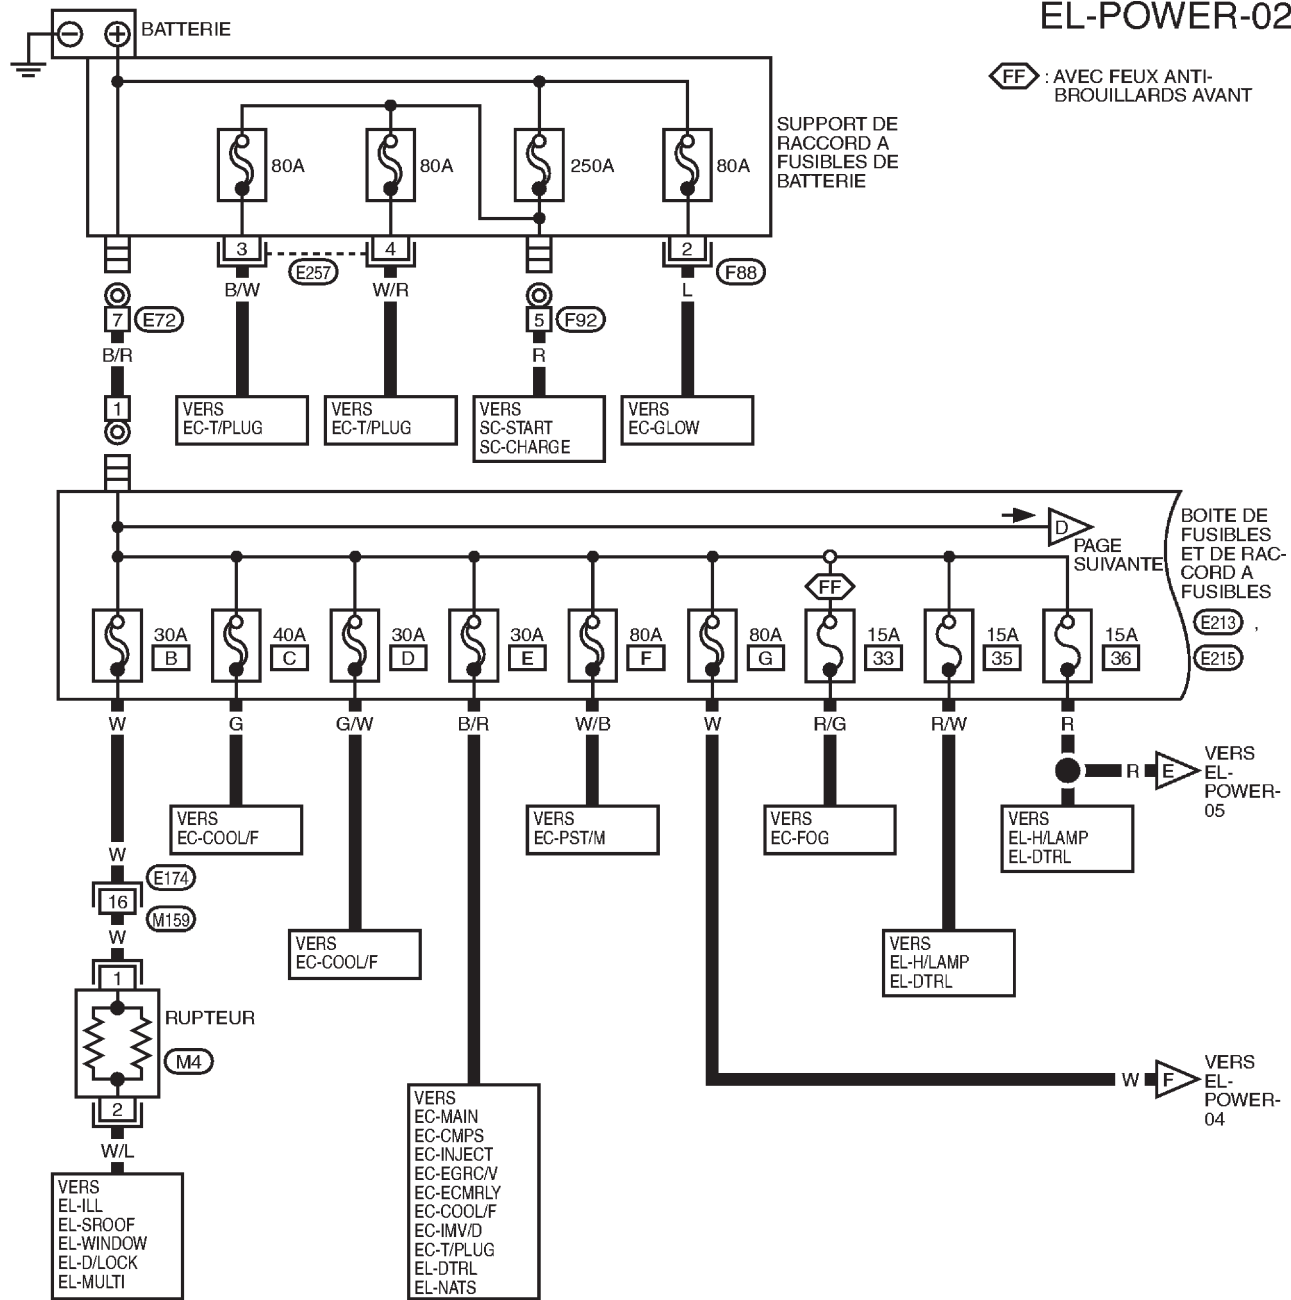 EL-POWER-02
BATTERIE
FF : AVEC FEUX ANTI-
BROUILLARDS AVANT
SUPPORT DE
RACCORD A
FUSIBLES DE
BATTERIE
80A
80A
250A
80A
3
4
2
E257
F88
B/W
W/R
L
7
E72
5
F92
B/R
R
1
VERS
EC-T/PLUG
VERS
EC-T/PLUG
VERS
SC-START
SC-CHARGE
VERS
EC-GLOW
D
PAGE
SUIVANTE
BOITE DE
FUSIBLES
ET DE RAC-
CORD A
FUSIBLES
E213 ,
E215
FF
30A
B
40A
C
30A
D
30A
E
80A
F
80A
G
15A
33
15A
35
15A
36
W
G
G/W
B/R
W/B
W
R/G
R/W
R
R
E
VERS
EL-
POWER-
05
VERS
EC-COOL/F
VERS
EC-PST/M
VERS
EC-FOG
VERS
EL-H/LAMP
EL-DTRL
W
E174
16
M159
W
VERS
EC-COOL/F
VERS
EL-H/LAMP
EL-DTRL
1
RUPTEUR
M4
2
W/L
W
F
VERS
EL-
POWER-
04
VERS
EC-MAIN
EC-CMPS
EC-INJECT
EC-EGRC/V
EC-ECMRLY
EC-COOL/F
EC-IMV/D
EC-T/PLUG
EL-DTRL
EL-NATS
VERS
EL-ILL
EL-SROOF
EL-WINDOW
EL-D/LOCK
EL-MULTI